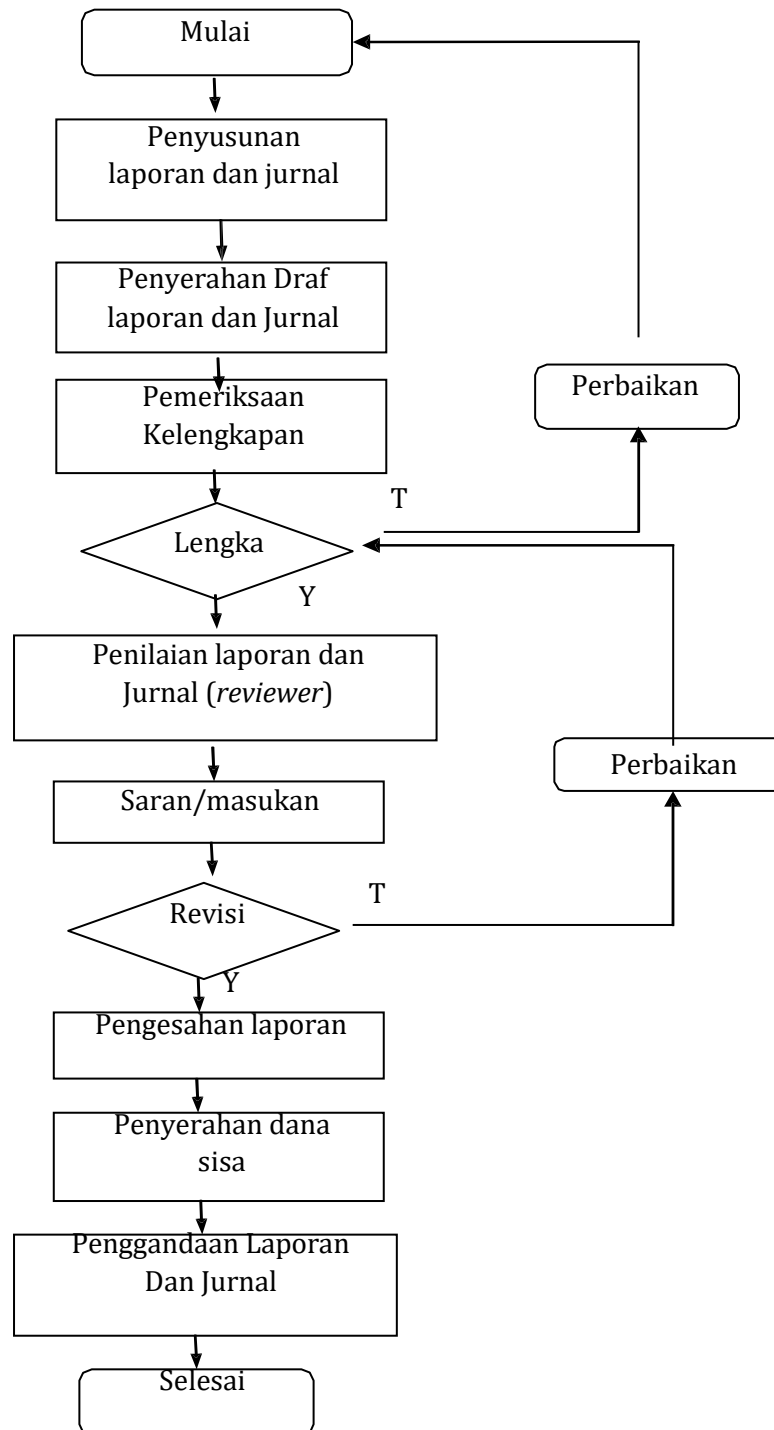 Mulai
Penyusunan
laporan dan jurnal
Penyerahan Draf
laporan dan Jurnal
Pemeriksaan
Kelengkapan
Perbaikan
T
Lengka
Y
Penilaian laporan dan
Jurnal (reviewer)
Perbaikan
Saran/masukan
T
Revisi
Y
Pengesahan laporan
Penyerahan dana
sisa
Penggandaan Laporan
Dan Jurnal
Selesai